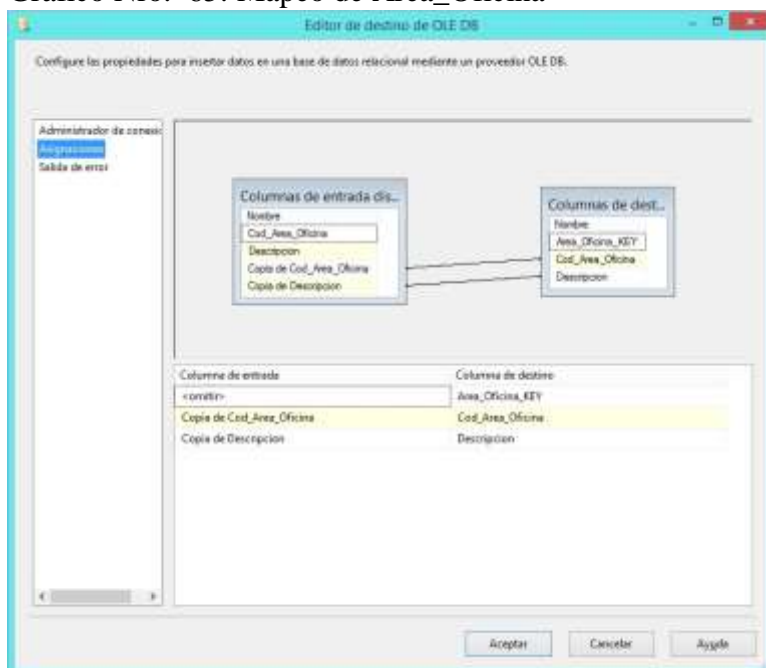 Gráfico Nro. 65: Mapeo de Area_Oficina
Editor de destino de OLE DB
Configure las propiedades para insertar datos en una base de datos relacional mediante un proveedor OLE DB.
Administrador de conexic
Asignaciones
Salida de error
Columnas de entrada dis...
Nombre
Cod_Area_Oficina
Descripcion
Copia de Cod_Area_Oficina
Copia de Descripcion
Columnas de dest...
Nombre
Area_Oficina_KEY
Cod_Area_Oficina
Descripcion
Columna de entrada Columna de destino
<omitir> Area_Oficina_KEY
Copia de Cod_Area_Oficina Cod_Area_Oficina
Copia de Descripcion Descripcion
Aceptar Cancelar Ayuda